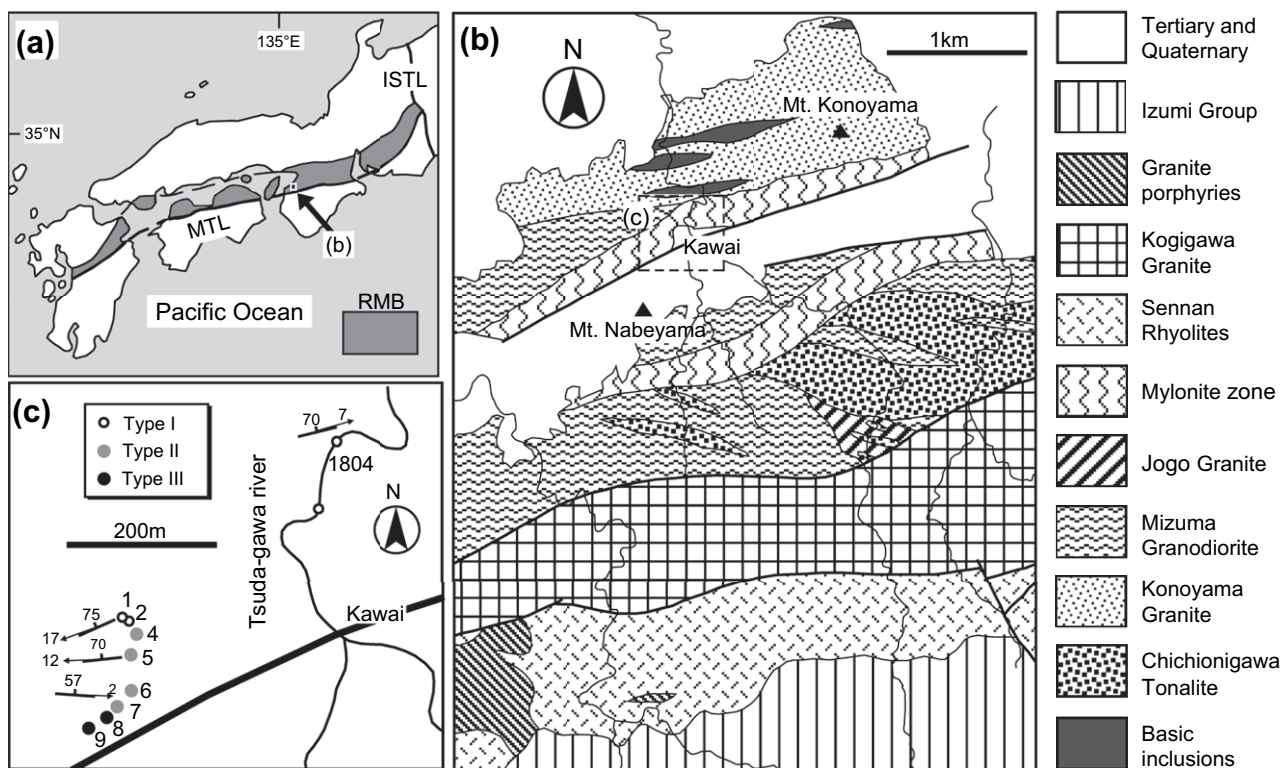 (a)
135°E
ISTL
35°N
MTL
(b)
Pacific Ocean
RMB
(b)
N
1km
Mt. Konoyama
(c)
Kawai
Mt. Nabeyama
(c)
Type I
Type II
Type III
200m
Tsuda-gawa river
70
7
1804
N
Kawai
1
2
75
17
4
70
12
5
57
2
6
7
8
9
Tertiary and
Quaternary
Izumi Group
Granite
porphyries
Kogigawa
Granite
Sennan
Rhyolites
Mylonite zone
Jogo Granite
Mizuma
Granodiorite
Konoyama
Granite
Chichionigawa
Tonalite
Basic
inclusions